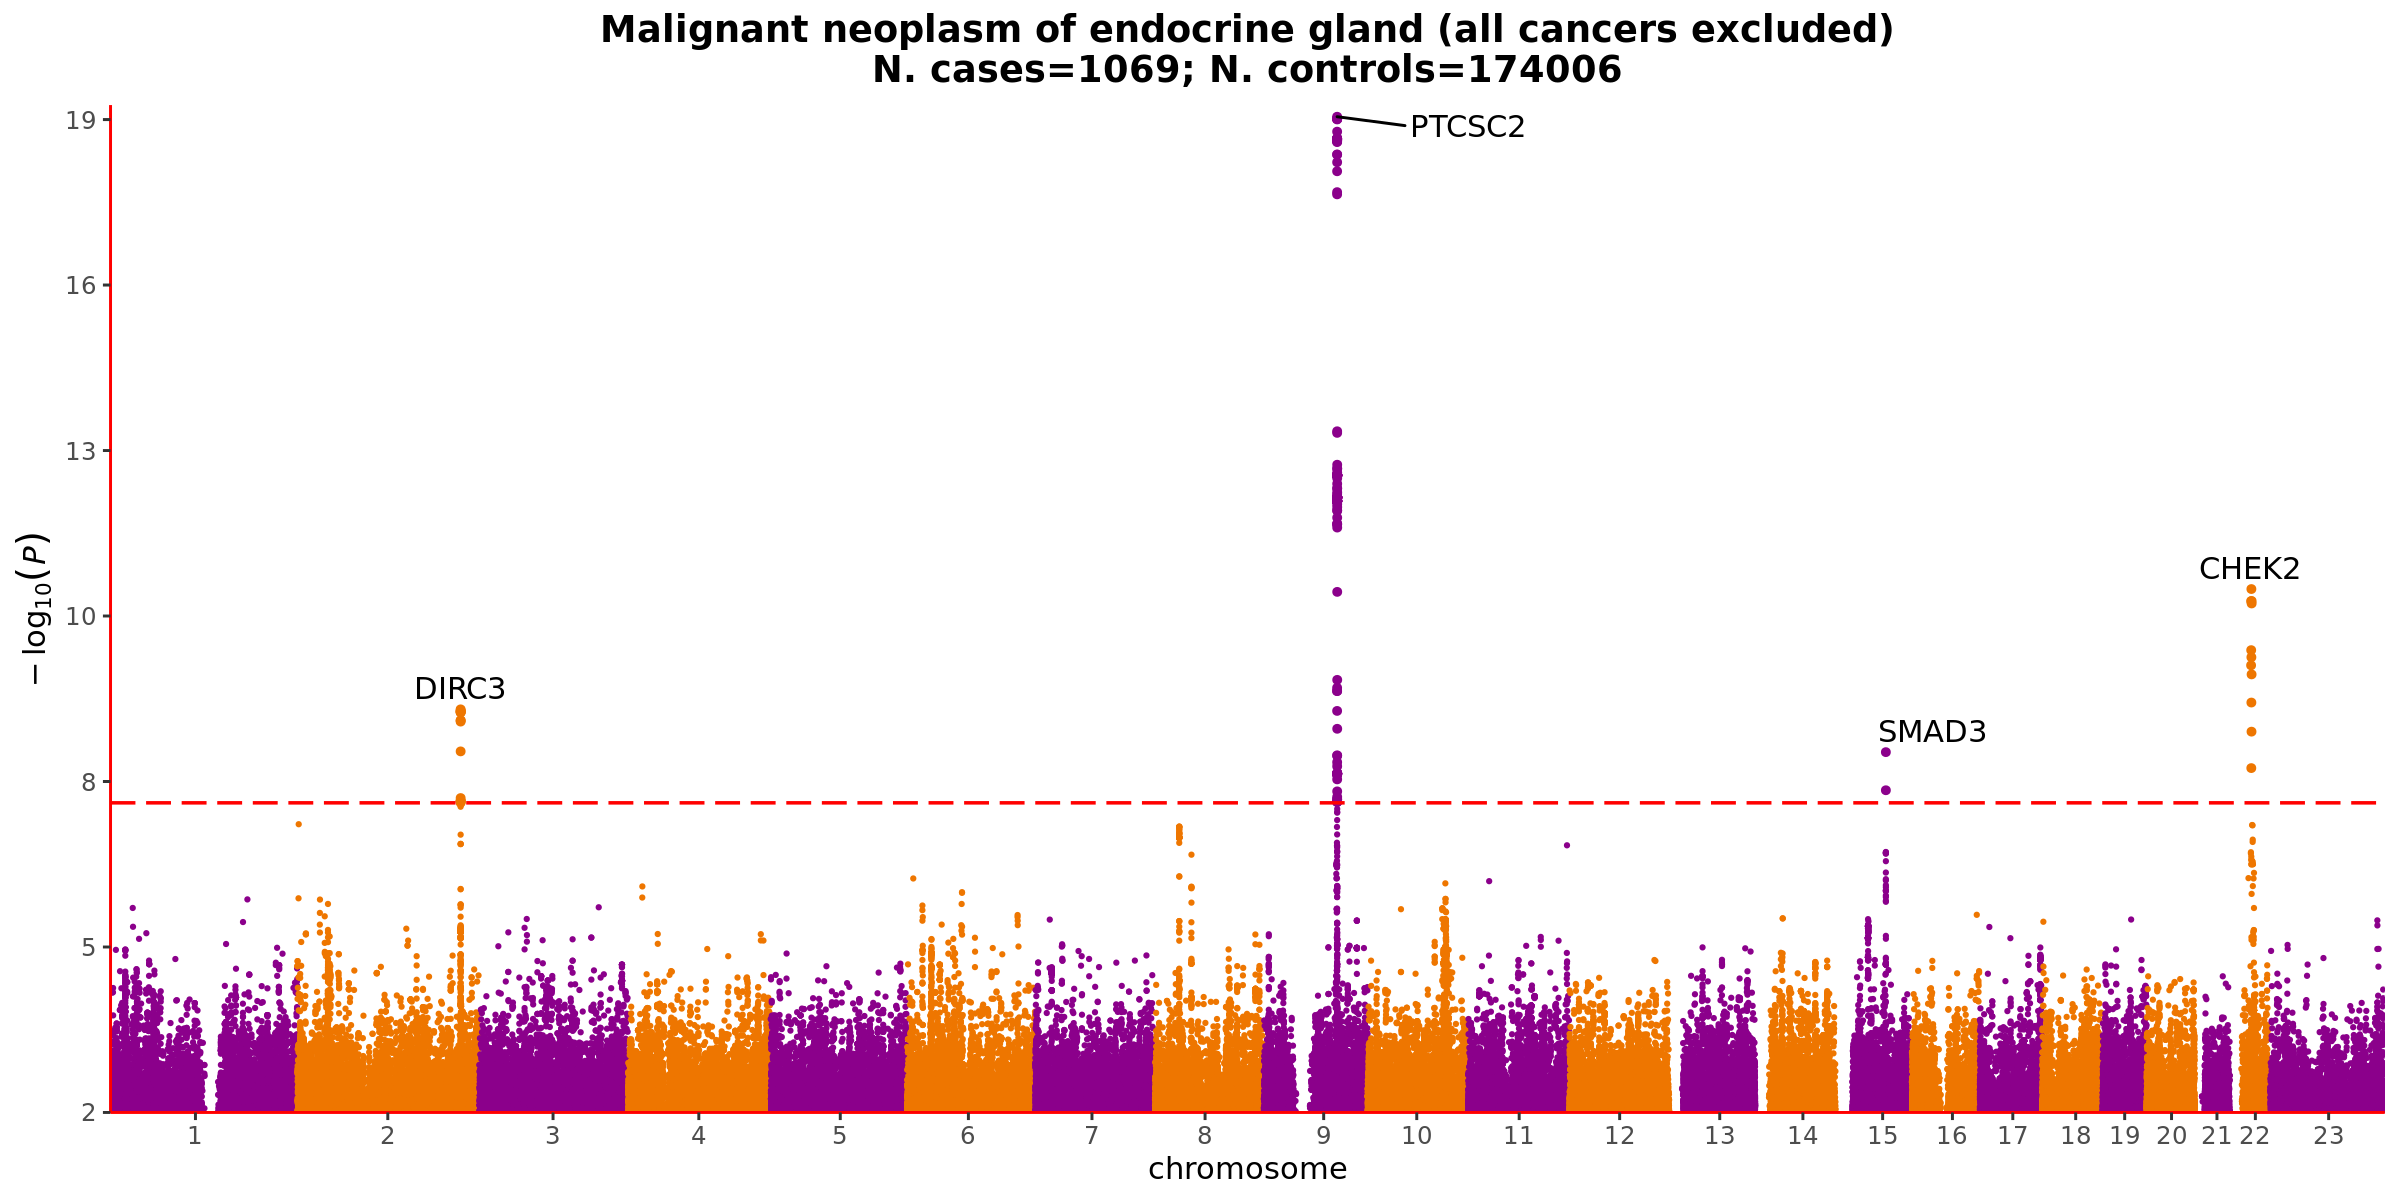 Malignant neoplasm of endocrine gland (all cancers excluded)
N. cases=1069; N. controls=174006
19
PTCSC2
16
13
CHEK2
10
DIRC3
SMAD3
8
5
2
− log10(P)
1 2 3 4 5 6 7 8 9 10 11 12 13 14 15 16 17 18 19 20 21 22 23
chromosome